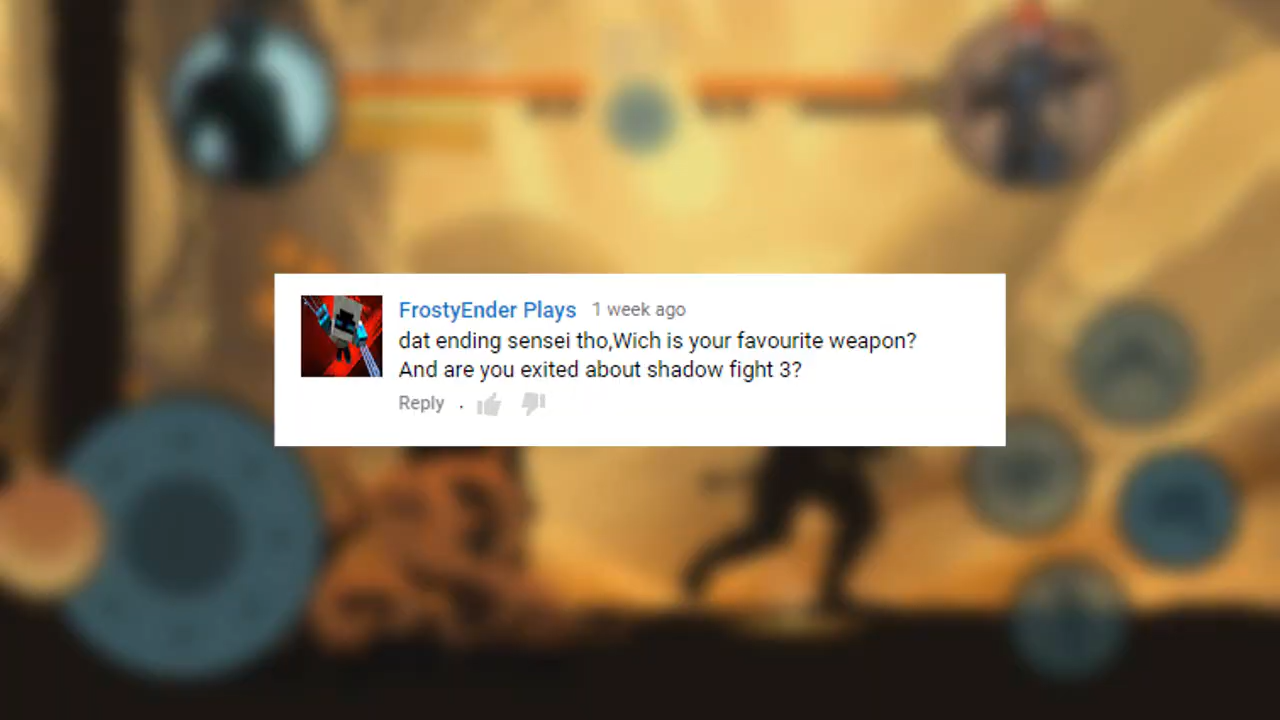 FrostyEnder Plays 1 week ago
dat ending sensei tho,Wich is your favourite weapon?
And are you exited about shadow fight 3?
Reply .